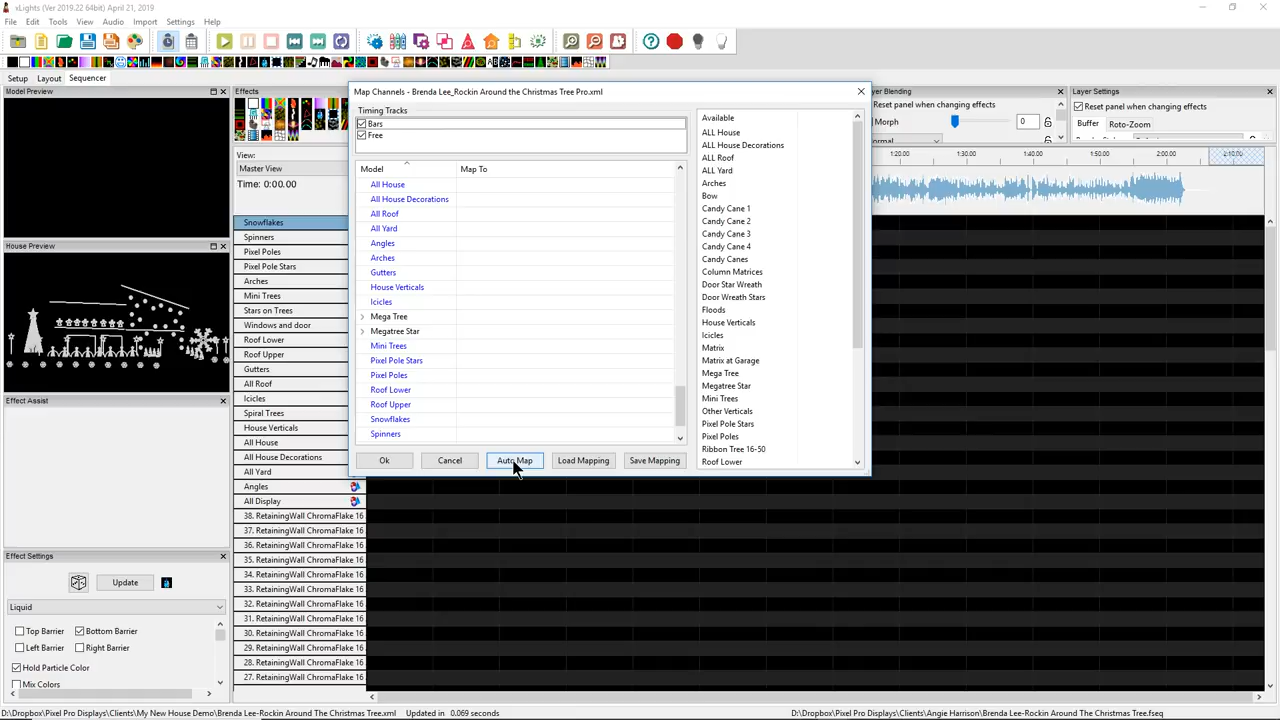 xLights (Ver 2019.22 64bit) April 21, 2019
File Edit Tools View Audio Import Settings Help
Setup Layout Sequencer
Model Preview
House Preview
Effect Assist
Effect Settings
Update
Liquid
Top Barrier Bottom Barrier
Left Barrier Right Barrier
Hold Particle Color
Mix Colors
Effects
View:
Master View
Time: 0:00.00
Snowflakes
Spinners
Pixel Poles
Pixel Pole Stars
Arches
Mini Trees
Stars on Trees
Windows and door
Roof Lower
Roof Upper
Gutters
All Roof
Icicles
Spiral Trees
House Verticals
All House
All House Decorations
All Yard
Angles
All Display
38. RetainingWall ChromaFlake 16
37. RetainingWall ChromaFlake 16
36. RetainingWall ChromaFlake 16
35. RetainingWall ChromaFlake 16
34. RetainingWall ChromaFlake 16
33. RetainingWall ChromaFlake 16
32. RetainingWall ChromaFlake 16
31. RetainingWall ChromaFlake 16
30. RetainingWall ChromaFlake 16
29. RetainingWall ChromaFlake 16
28. RetainingWall ChromaFlake 16
27. RetainingWall ChromaFlake 16
Map Channels - Brenda Lee_Rockin Around the Christmas Tree Pro.xml
Timing Tracks
Bars
Free
Model Map To
All House
All House Decorations
All Roof
All Yard
Angles
Arches
Gutters
House Verticals
Icicles
Mega Tree
Megatree Star
Mini Trees
Pixel Pole Stars
Pixel Poles
Roof Lower
Roof Upper
Snowflakes
Spinners
Ok Cancel Auto Map Load Mapping Save Mapping
Available
ALL House
ALL House Decorations
ALL Roof
ALL Yard
Arches
Bow
Candy Cane 1
Candy Cane 2
Candy Cane 3
Candy Cane 4
Candy Canes
Column Matrices
Door Star Wreath
Door Wreath Stars
Floods
House Verticals
Icicles
Matrix
Matrix at Garage
Mega Tree
Megatree Star
Mini Trees
Other Verticals
Pixel Pole Stars
Pixel Poles
Ribbon Tree 16-50
Roof Lower
Layer Blending
Reset panel when changing effects
Morph 0
Layer Settings
Reset panel when changing effects
Buffer Roto-Zoom
1:20.00 1:30.00 1:40.00 1:50.00 2:00.00 2:10.00
D:\Dropbox\Pixel Pro Displays\Clients\My New House Demo\Brenda Lee-Rockin Around The Christmas Tree.xml Updated in 0.069 seconds
D:\Dropbox\Pixel Pro Displays\Clients\Angie Harrison\Brenda Lee-Rockin Around The Christmas Tree.fseq